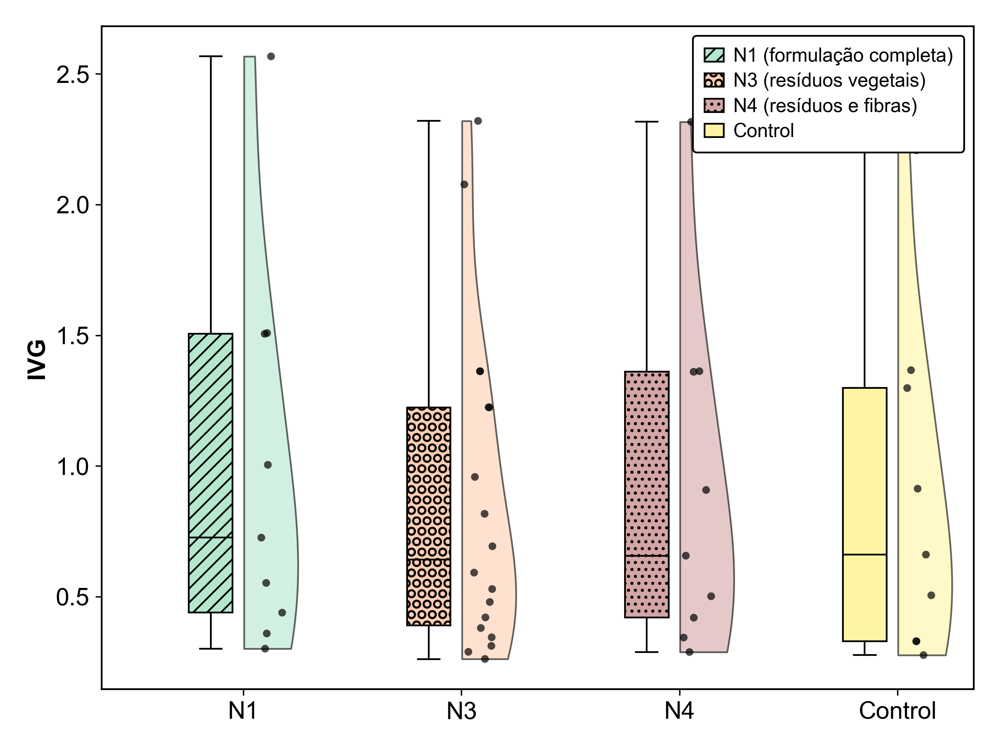 N1 (formulação completa)
N3 (resíduos vegetais)
N4 (resíduos e fibras)
Control
2.5
2.0
1.5
1.0
0.5
IVG
N1
N3
N4
Control